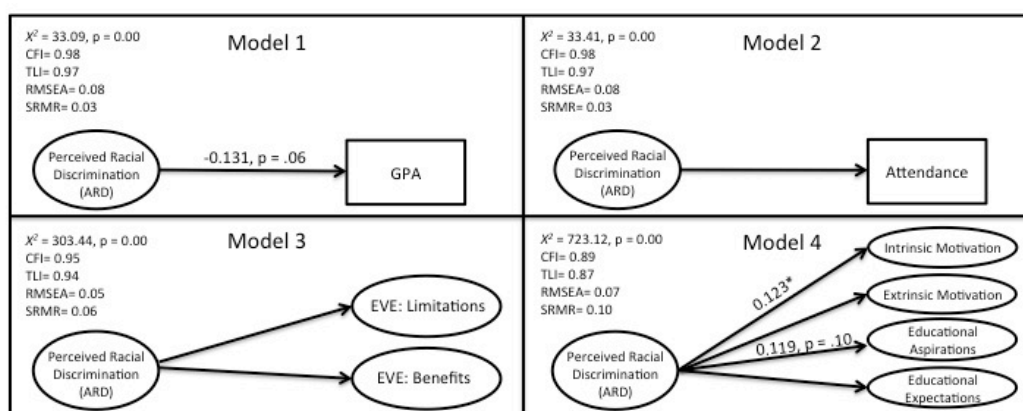 X² = 33.09, p = 0.00
CFI= 0.98
TLI= 0.97
RMSEA= 0.08
SRMR= 0.03
Model 1
Perceived Racial
Discrimination
(ARD)
-0.131, p = .06
GPA
X² = 33.41, p = 0.00
CFI= 0.98
TLI= 0.97
RMSEA= 0.08
SRMR= 0.03
Model 2
Perceived Racial
Discrimination
(ARD)
Attendance
X² = 303.44, p = 0.00
CFI= 0.95
TLI= 0.94
RMSEA= 0.05
SRMR= 0.06
Model 3
Perceived Racial
Discrimination
(ARD)
EVE: Limitations
EVE: Benefits
X² = 723.12, p = 0.00
CFI= 0.89
TLI= 0.87
RMSEA= 0.07
SRMR= 0.10
Model 4
Perceived Racial
Discrimination
(ARD)
0.123*
0.119, p = .10
Intrinsic Motivation
Extrinsic Motivation
Educational
Aspirations
Educational
Expectations